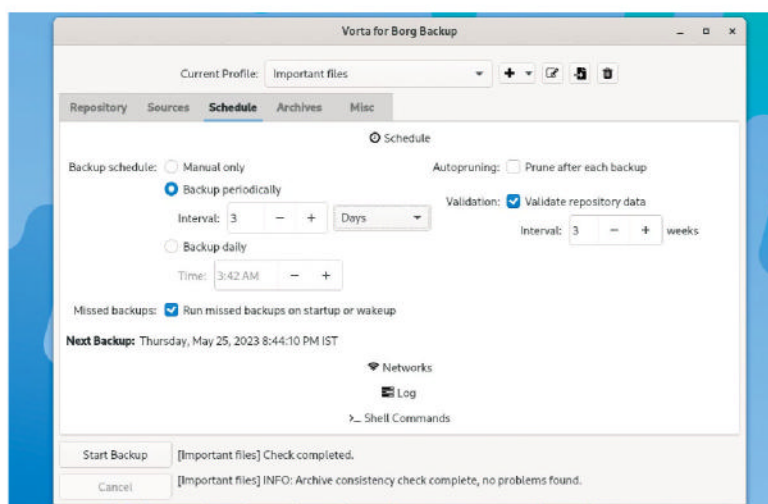 Vorta for Borg Backup
Current Profile: Important files
Repository Sources Schedule Archives Misc
Schedule
Backup schedule: Manual only
Autopruning: Prune after each backup
Backup periodically
Validation: Validate repository data
Interval: 3 − + Days
Interval: 3 − + weeks
Backup daily
Time: 3:42 AM − +
Missed backups: Run missed backups on startup or wakeup
Next Backup: Thursday, May 25, 2023 8:44:10 PM IST
Networks
Log
Shell Commands
Start Backup [Important files] Check completed.
Cancel [Important files] INFO: Archive consistency check complete, no problems found.